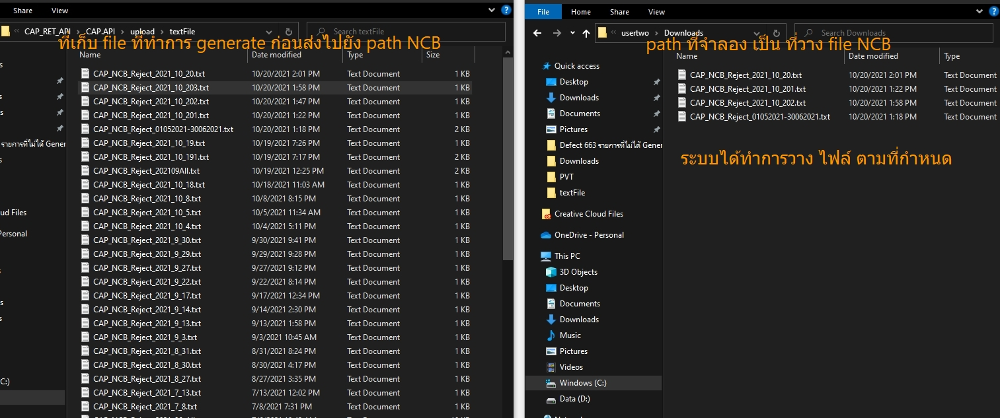 Share View
CAP_RET_API > CAP.API > upload > textFile
Search textFile
ที่เก็บ file ที่ทำการ generate ก่อนส่งไปยัง path NCB
Name Date modified Type Size
CAP_NCB_Reject_2021_10_20.txt 10/20/2021 2:01 PM Text Document 1 KB
CAP_NCB_Reject_2021_10_203.txt 10/20/2021 1:58 PM Text Document 1 KB
CAP_NCB_Reject_2021_10_202.txt 10/20/2021 1:47 PM Text Document 1 KB
CAP_NCB_Reject_2021_10_201.txt 10/20/2021 1:22 PM Text Document 1 KB
CAP_NCB_Reject_01052021-30062021.txt 10/20/2021 1:18 PM Text Document 2 KB
CAP_NCB_Reject_2021_10_19.txt 10/19/2021 7:26 PM Text Document 1 KB
CAP_NCB_Reject_2021_10_191.txt 10/19/2021 7:17 PM Text Document 2 KB
CAP_NCB_Reject_202109All.txt 10/19/2021 12:25 PM Text Document 2 KB
CAP_NCB_Reject_2021_10_18.txt 10/18/2021 11:03 AM Text Document 1 KB
CAP_NCB_Reject_2021_10_8.txt 10/8/2021 8:15 PM Text Document 1 KB
CAP_NCB_Reject_2021_10_5.txt 10/5/2021 11:34 AM Text Document 1 KB
CAP_NCB_Reject_2021_10_4.txt 10/4/2021 5:11 PM Text Document 1 KB
CAP_NCB_Reject_2021_9_30.txt 9/30/2021 9:41 PM Text Document 1 KB
CAP_NCB_Reject_2021_9_29.txt 9/29/2021 9:28 PM Text Document 1 KB
CAP_NCB_Reject_2021_9_27.txt 9/27/2021 9:12 PM Text Document 1 KB
CAP_NCB_Reject_2021_9_22.txt 9/22/2021 8:14 PM Text Document 1 KB
CAP_NCB_Reject_2021_9_17.txt 9/17/2021 12:34 PM Text Document 1 KB
CAP_NCB_Reject_2021_9_14.txt 9/14/2021 2:30 PM Text Document 1 KB
CAP_NCB_Reject_2021_9_13.txt 9/13/2021 1:58 PM Text Document 1 KB
CAP_NCB_Reject_2021_9_3.txt 9/3/2021 10:45 AM Text Document 1 KB
CAP_NCB_Reject_2021_8_31.txt 8/31/2021 8:24 PM Text Document 1 KB
CAP_NCB_Reject_2021_8_30.txt 8/30/2021 4:17 PM Text Document 1 KB
CAP_NCB_Reject_2021_8_27.txt 8/27/2021 3:35 PM Text Document 1 KB
CAP_NCB_Reject_2021_7_13.txt 7/13/2021 12:02 PM Text Document 1 KB
CAP_NCB_Reject_2021_7_8.txt 7/8/2021 7:31 PM Text Document 1 KB
รายการที่ไม่ได้ Gener
ud Files
Personal
C:)
File Home Share View
usertwo > Downloads
Search Downloads
path ที่จำลอง เป็น ที่วาง file NCB
Name Date modified Type
CAP_NCB_Reject_2021_10_20.txt 10/20/2021 2:01 PM Text Document
CAP_NCB_Reject_2021_10_201.txt 10/20/2021 1:22 PM Text Document
CAP_NCB_Reject_2021_10_202.txt 10/20/2021 1:58 PM Text Document
CAP_NCB_Reject_01052021-30062021.txt 10/20/2021 1:18 PM Text Document
ระบบได้ทำการวาง ไฟล์ ตามที่กำหนด
Quick access
Desktop
Downloads
Documents
Pictures
Defect 663 รายการที่ไม่ได้ Gener
Downloads
PVT
textFile
Creative Cloud Files
OneDrive - Personal
This PC
3D Objects
Desktop
Documents
Downloads
Music
Pictures
Videos
Windows (C:)
Data (D:)